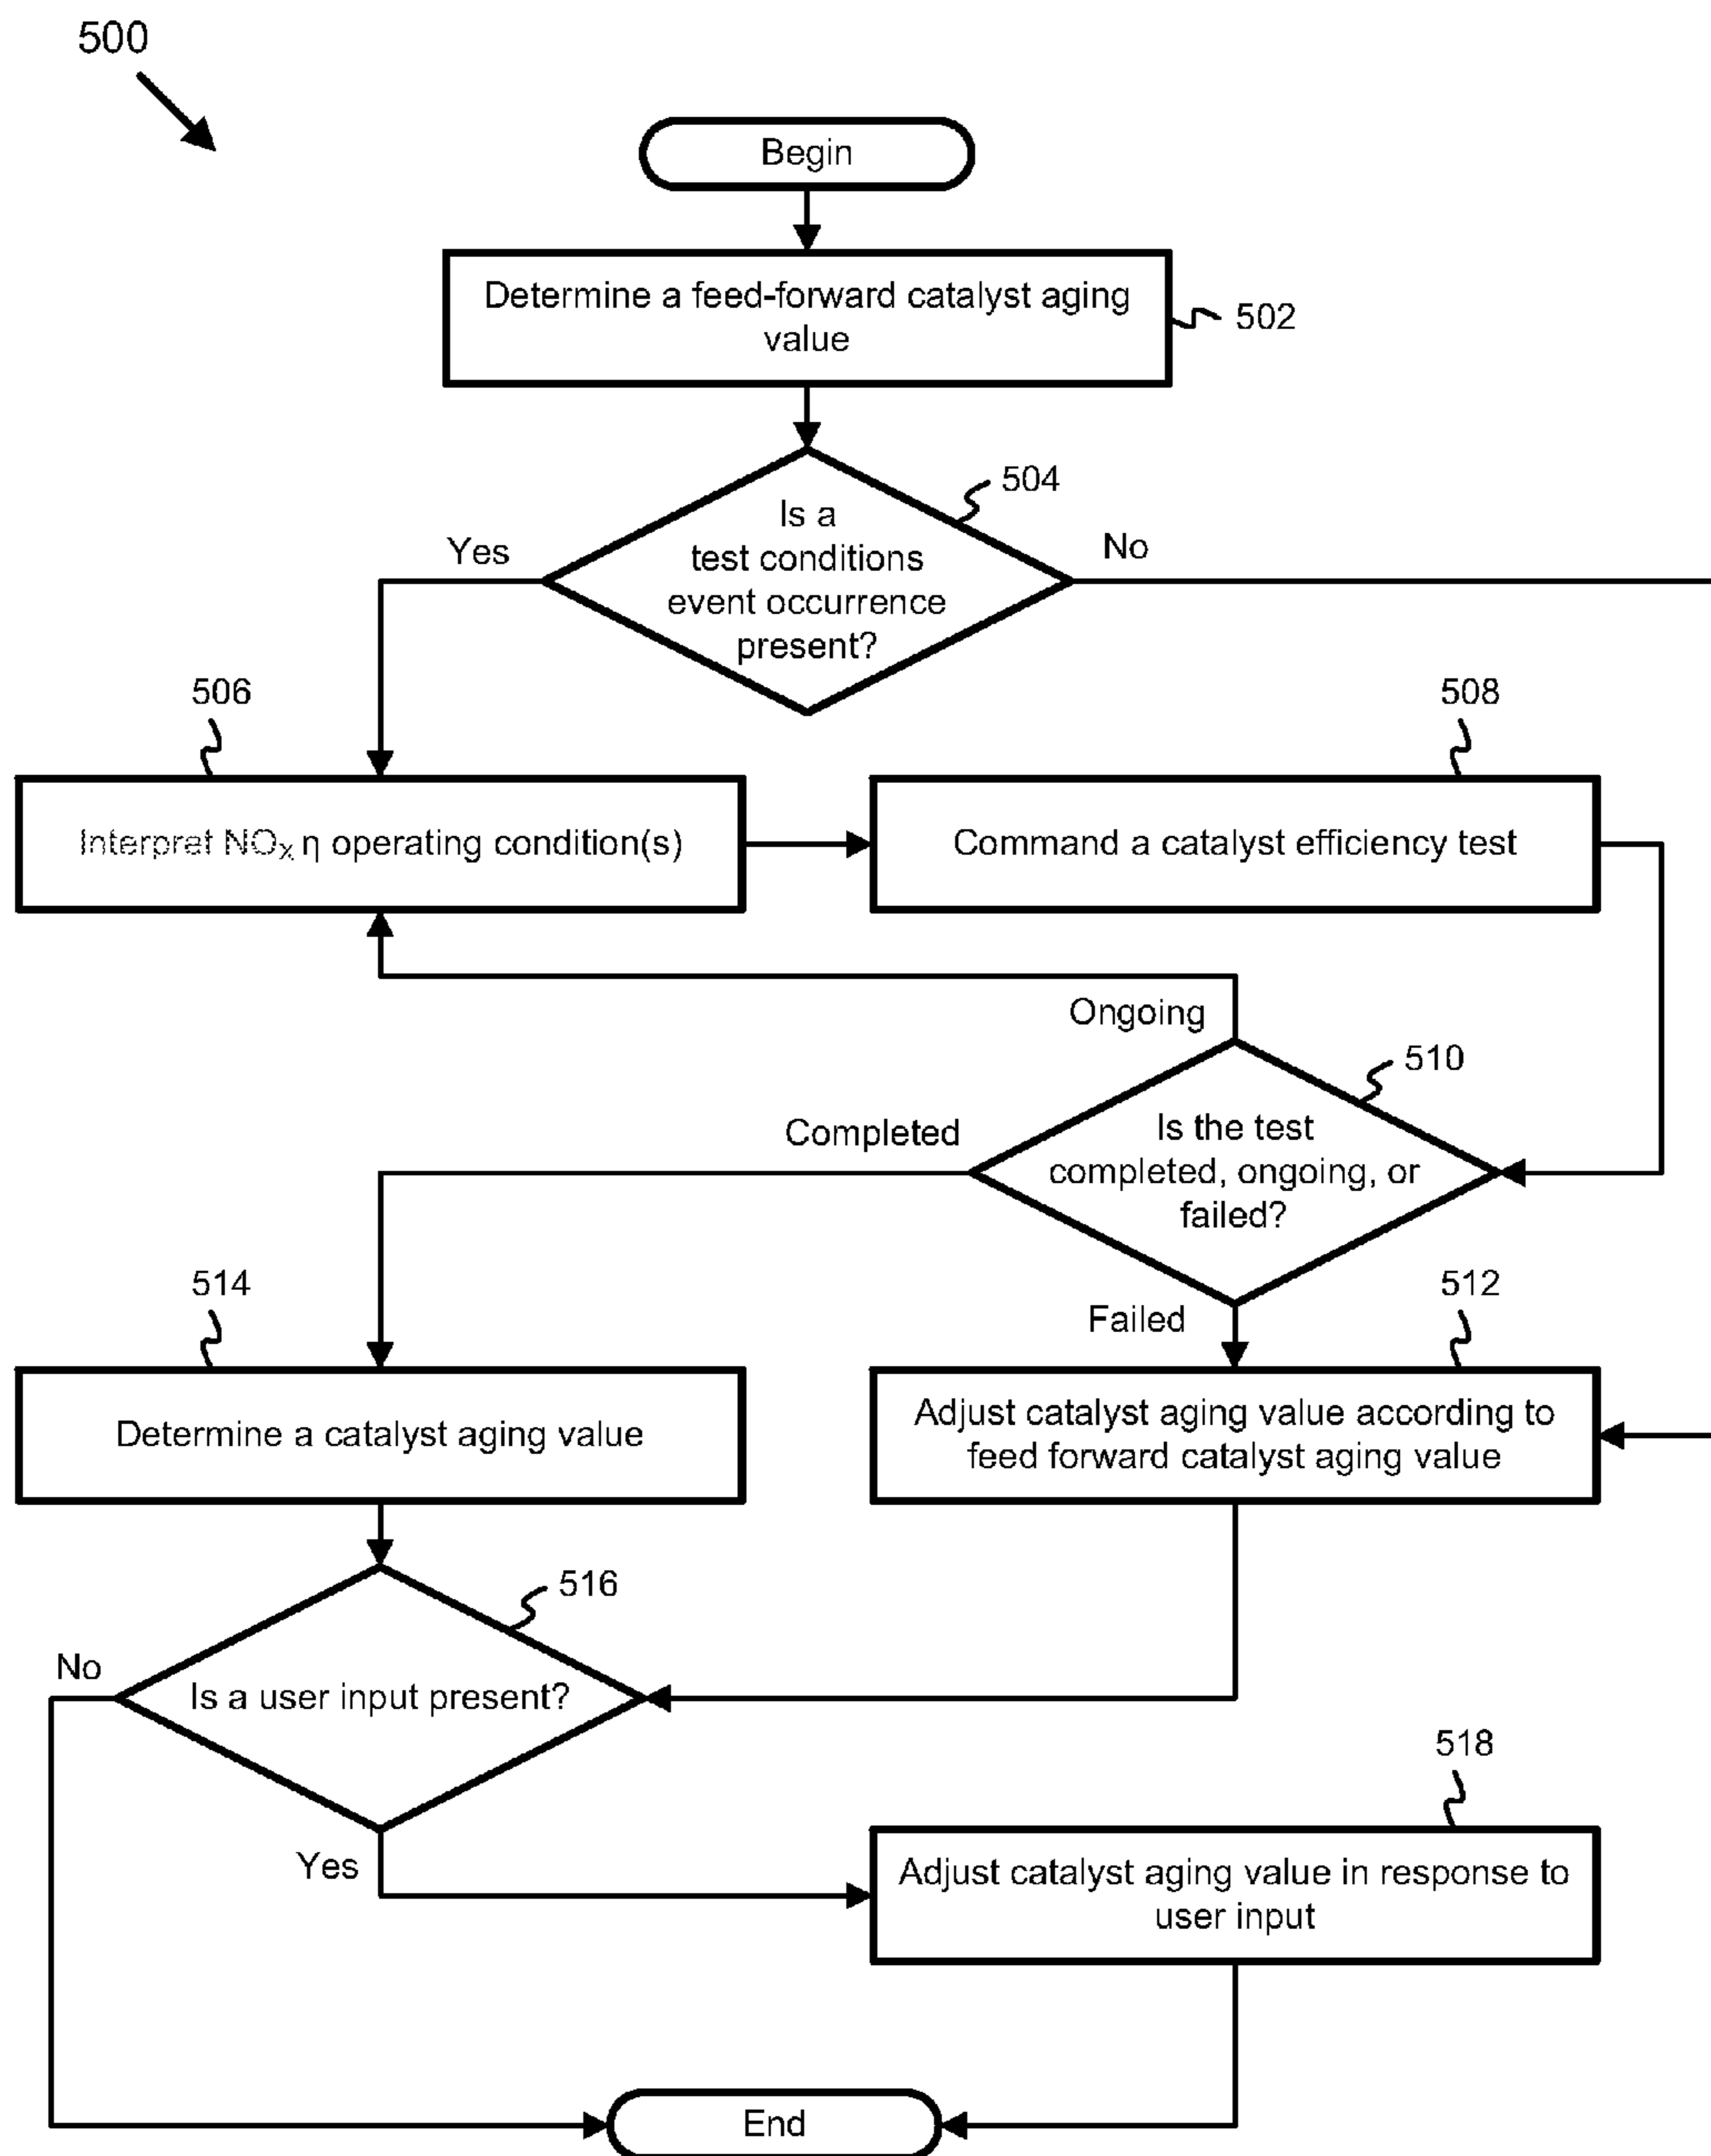 500
Begin
Determine a feed-forward catalyst aging
value
502
504
Is a
test conditions
event occurrence
present?
Yes
No
506
508
Interpret NOx η operating condition(s)
Command a catalyst efficiency test
Ongoing
510
Completed
Is the test
completed, ongoing, or
failed?
514
512
Failed
Determine a catalyst aging value
Adjust catalyst aging value according to
feed forward catalyst aging value
516
No
Is a user input present?
518
Yes
Adjust catalyst aging value in response to
user input
End